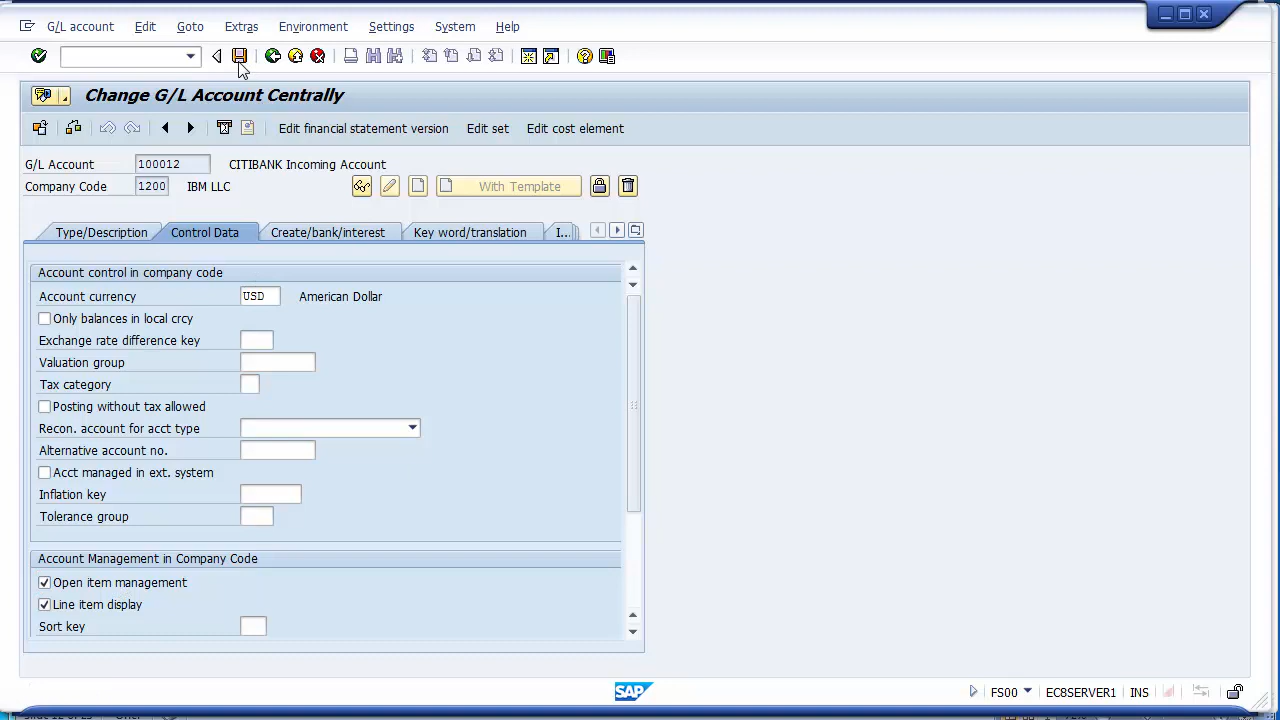 G/L account Edit Goto Extras Environment Settings System Help
Change G/L Account Centrally
Edit financial statement version Edit set Edit cost element
G/L Account 100012 CITIBANK Incoming Account
Company Code 1200 IBM LLC With Template
Type/Description Control Data Create/bank/interest Key word/translation I...
Account control in company code
Account currency USD American Dollar
Only balances in local crcy
Exchange rate difference key
Valuation group
Tax category
Posting without tax allowed
Recon. account for acct type
Alternative account no.
Acct managed in ext. system
Inflation key
Tolerance group
Account Management in Company Code
Open item management
Line item display
Sort key
SAP FS00 EC8SERVER1 INS